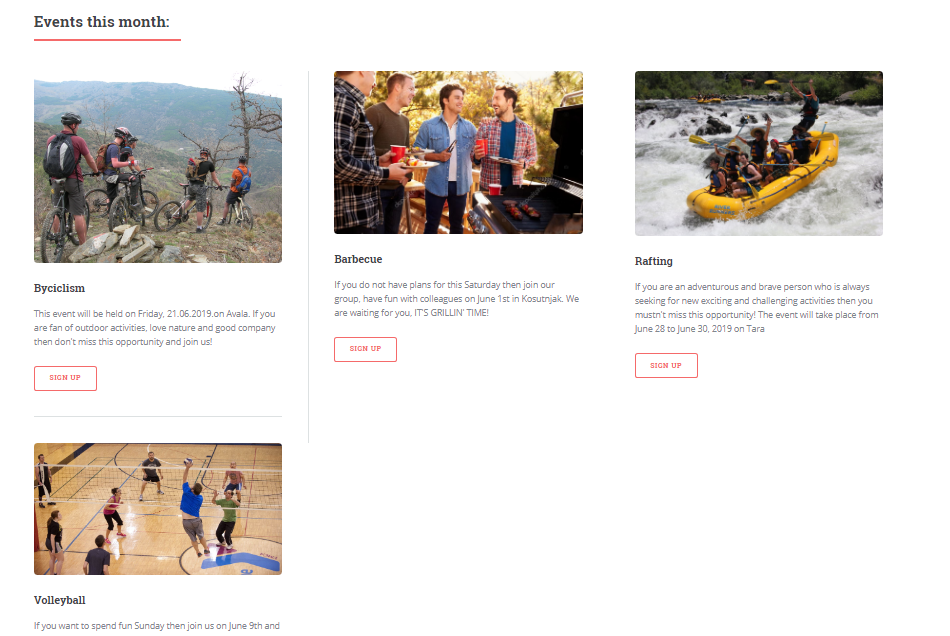 Events this month:
Byciclism
This event will be held on Friday, 21.06.2019.on Avala. If you
are fan of outdoor activities, love nature and good company
then don't miss this opportunity and join us!
SIGN UP
Barbecue
If you do not have plans for this Saturday then join our
group, have fun with colleagues on June 1st in Kosutnjak. We
are waiting for you, IT'S GRILLIN' TIME!
SIGN UP
Rafting
If you are an adventurous and brave person who is always
seeking for new exciting and challenging activities then you
mustn't miss this opportunity! The event will take place from
June 28 to June 30, 2019 on Tara
SIGN UP
Volleyball
If you want to spend fun Sunday then join us on June 9th and